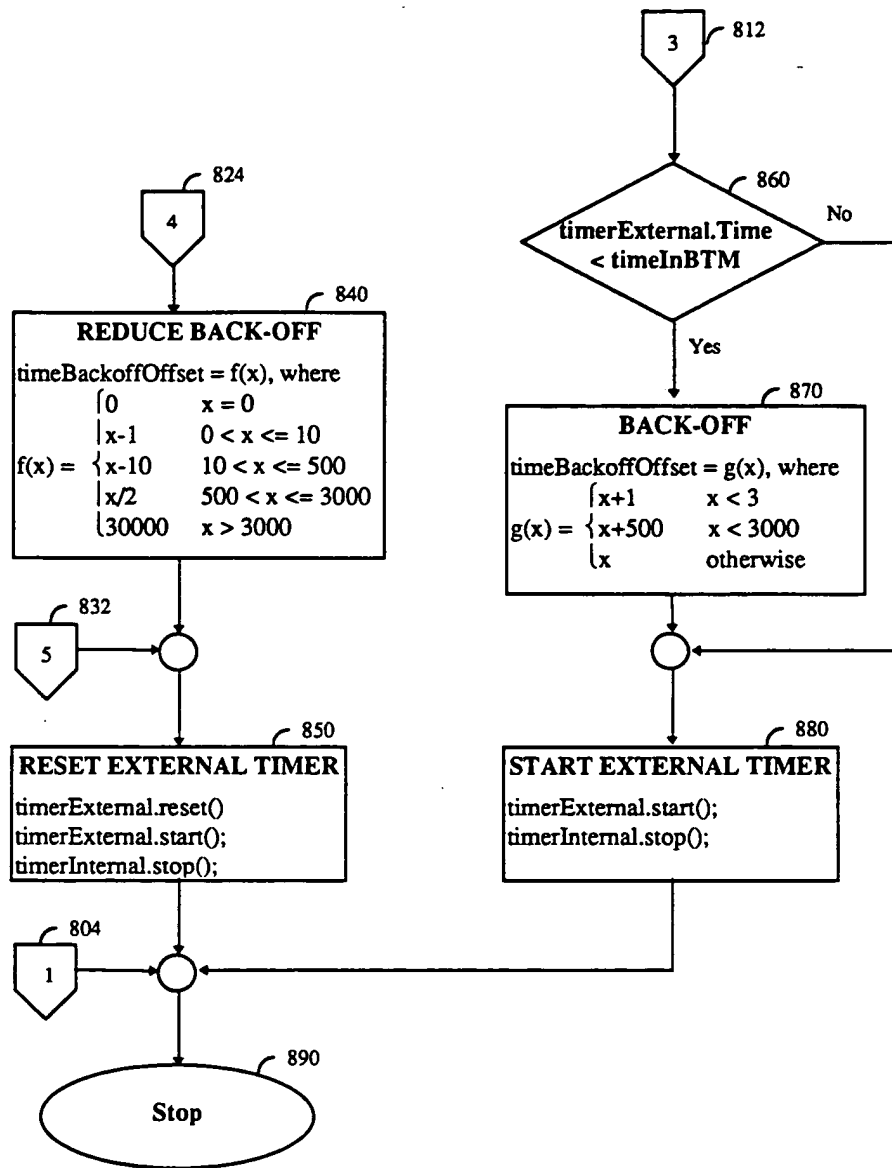 3
812
824
4
860
timerExternal.Time
< timeInBTM
No
Yes
840
REDUCE BACK-OFF
timeBackoffOffset = f(x), where
0 x = 0
x-1 0 < x <= 10
f(x) = x-10 10 < x <= 500
x/2 500 < x <= 3000
30000 x > 3000
870
BACK-OFF
timeBackoffOffset = g(x), where
x+1 x < 3
g(x) = x+500 x < 3000
x otherwise
832
5
850
RESET EXTERNAL TIMER
timerExternal.reset()
timerExternal.start();
timerInternal.stop();
880
START EXTERNAL TIMER
timerExternal.start();
timerInternal.stop();
804
1
890
Stop